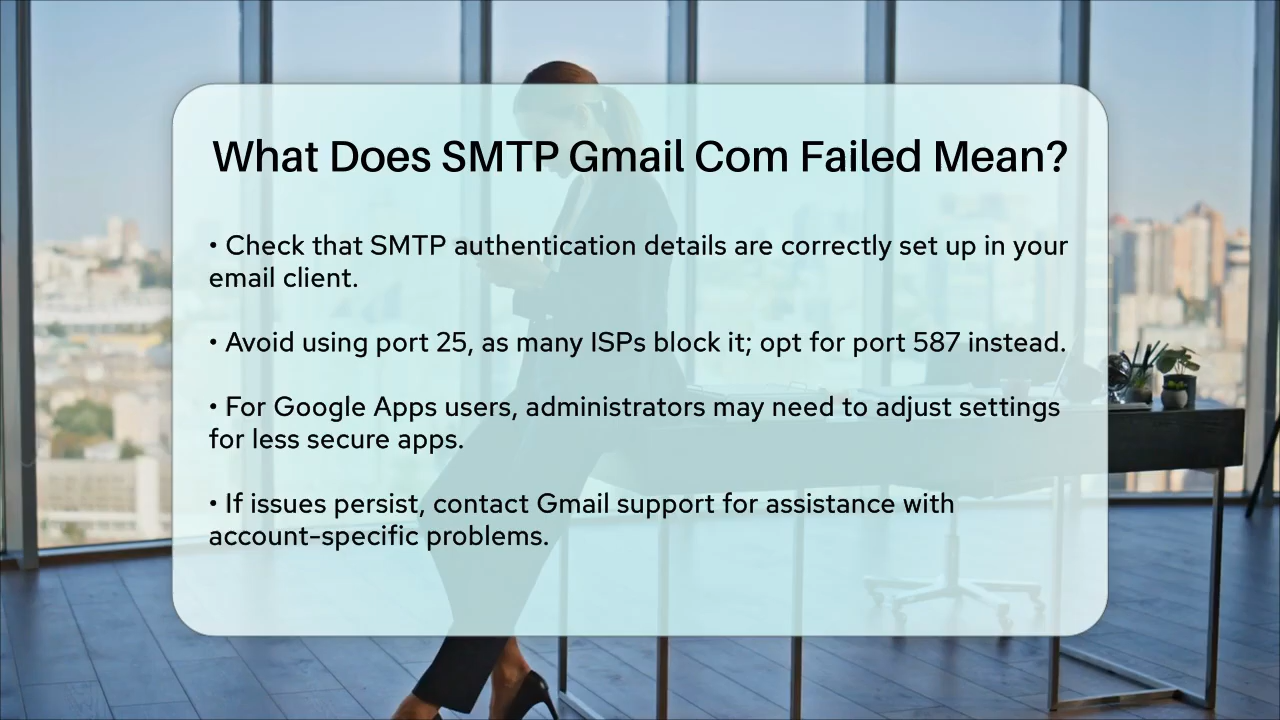 What Does SMTP Gmail Com Failed Mean?
• Check that SMTP authentication details are correctly set up in your
email client.
• Avoid using port 25, as many ISPs block it; opt for port 587 instead.
• For Google Apps users, administrators may need to adjust settings
for less secure apps.
• If issues persist, contact Gmail support for assistance with
account-specific problems.